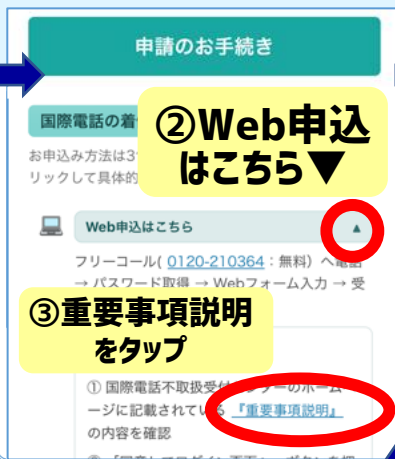 申請のお手続き
国際電話の着
②Web申込
はこちら▼
お申込み方法は3
リックして具体的
Web申込はこちら ▲
フリーコール( 0120-210364：無料）へ電話
→ パスワード取得 → Webフォーム入力 → 受
③重要事項説明
をタップ
① 国際電話不取扱受付
ーのホーム
ージに記載されている 『重要事項説明』
の内容を確認